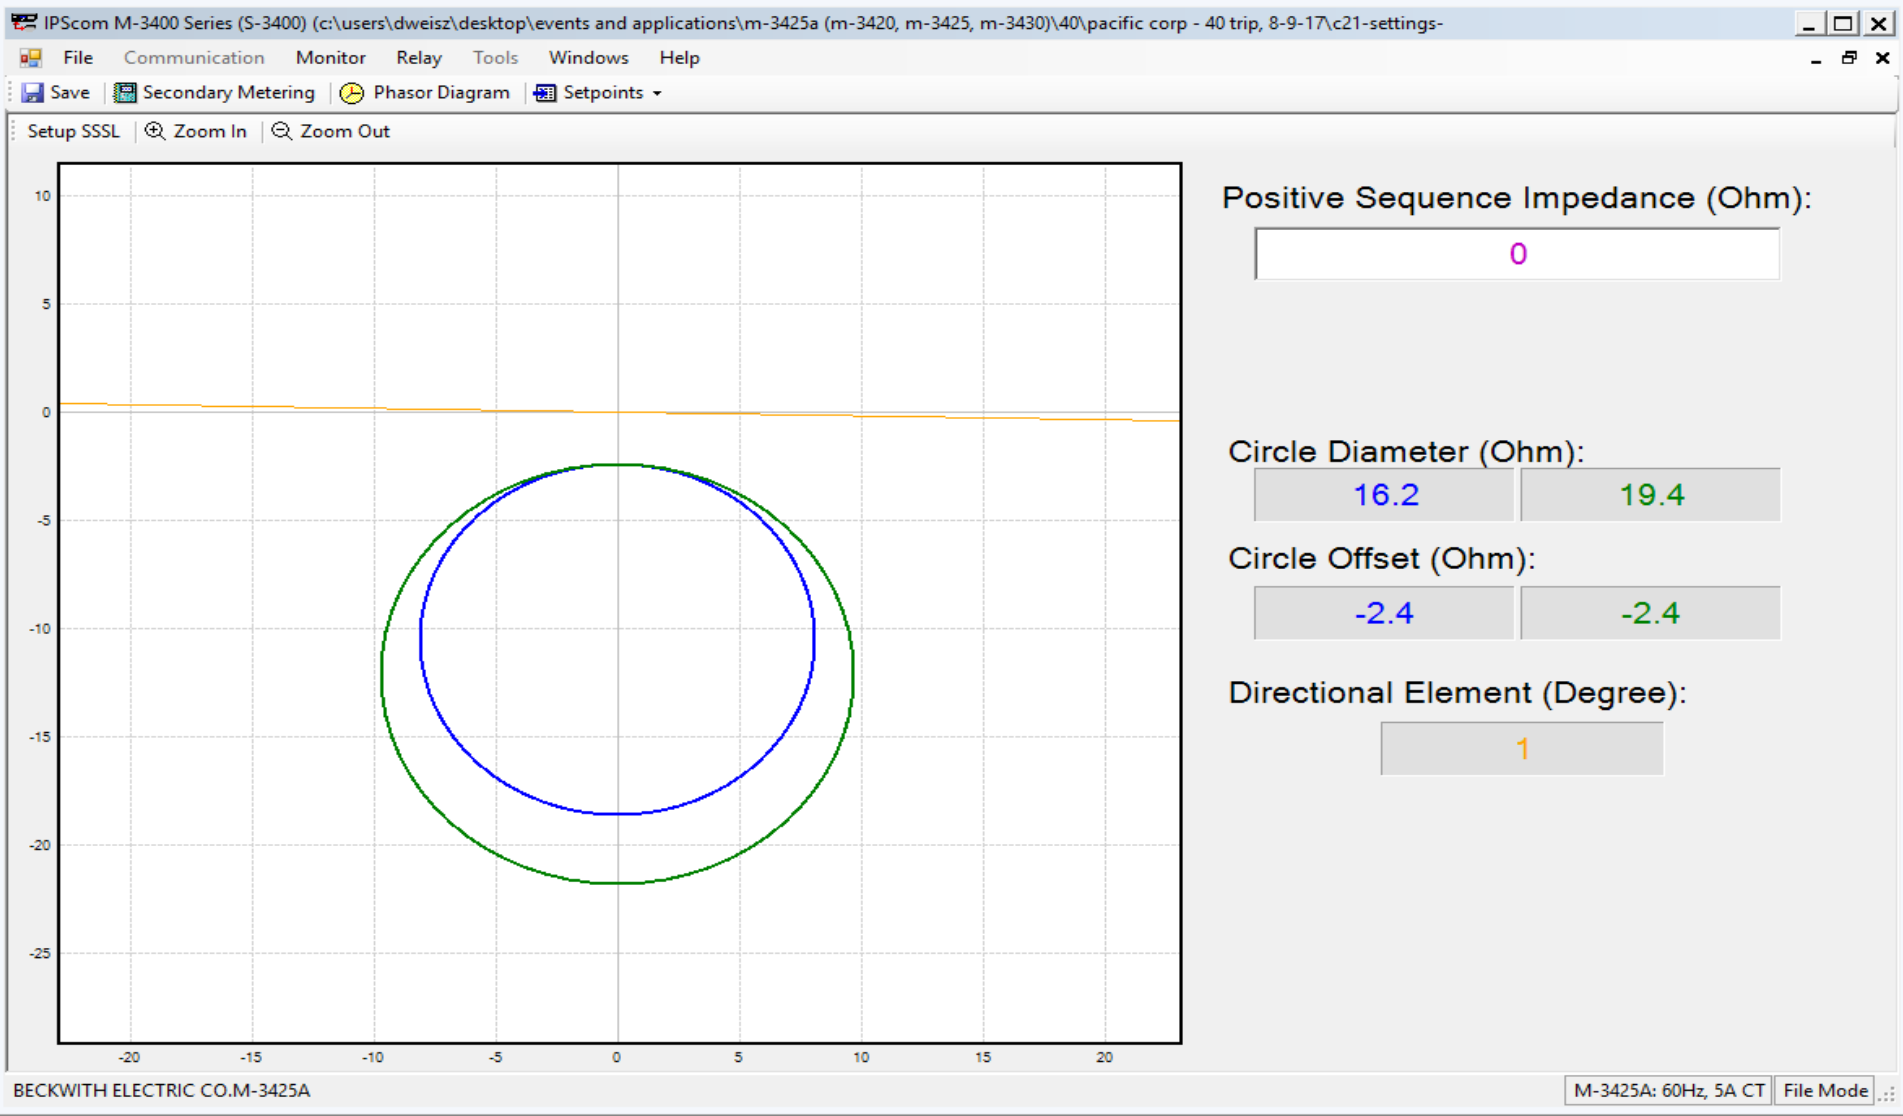 IPScom M-3400 Series (S-3400) (c:\users\dweisz\desktop\events and applications\m-3425a (m-3420, m-3425, m-3430)\40\pacific corp - 40 trip, 8-9-17\c21-settings-
File Communication Monitor Relay Tools Windows Help
Save Secondary Metering Phasor Diagram Setpoints
Setup SSSL Zoom In Zoom Out
10
5
0
-5
-10
-15
-20
-25
-20 -15 -10 -5 0 5 10 15 20
Positive Sequence Impedance (Ohm):
0
Circle Diameter (Ohm):
16.2 19.4
Circle Offset (Ohm):
-2.4 -2.4
Directional Element (Degree):
1
BECKWITH ELECTRIC CO.M-3425A
M-3425A: 60Hz, 5A CT File Mode